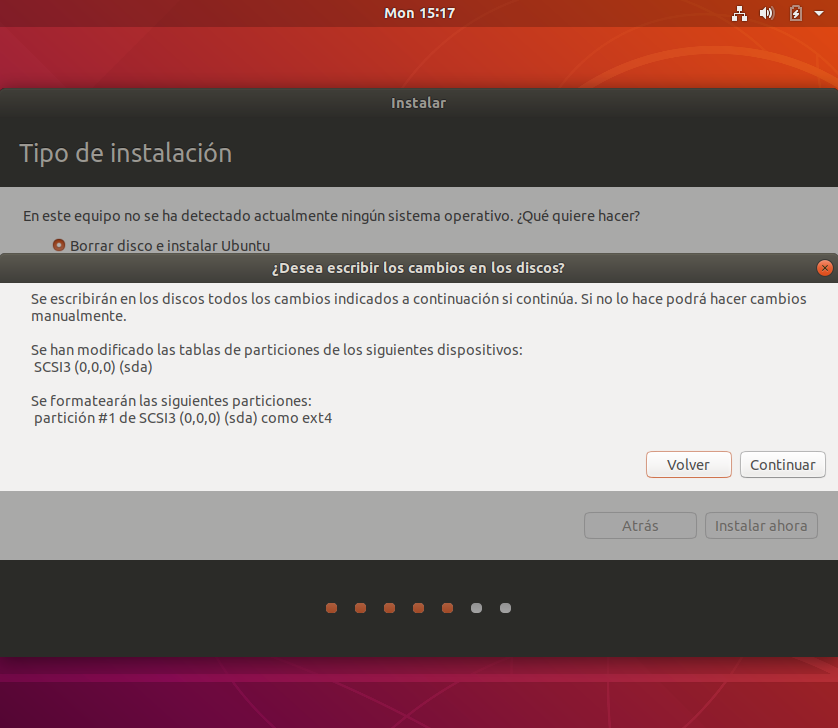 Mon 15:17
Instalar
Tipo de instalación
En este equipo no se ha detectado actualmente ningún sistema operativo. ¿Qué quiere hacer?
Borrar disco e instalar Ubuntu
¿Desea escribir los cambios en los discos?
Se escribirán en los discos todos los cambios indicados a continuación si continúa. Si no lo hace podrá hacer cambios
manualmente.
Se han modificado las tablas de particiones de los siguientes dispositivos:
SCSI3 (0,0,0) (sda)
Se formatearán las siguientes particiones:
partición #1 de SCSI3 (0,0,0) (sda) como ext4
Volver
Continuar
Atrás
Instalar ahora